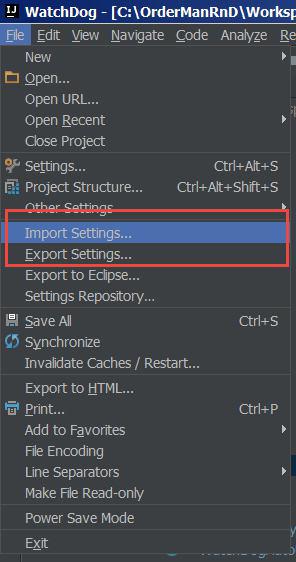 IJ WatchDog - [C:\OrderManRnD\Worksp
File Edit View Navigate Code Analyze Re
New
Open...
Open URL...
Open Recent
Close Project
Settings... Ctrl+Alt+S
Project Structure... Ctrl+Alt+Shift+S
Other Settings
Import Settings...
Export Settings...
Export to Eclipse...
Settings Repository...
Save All Ctrl+S
Synchronize
Invalidate Caches / Restart...
Export to HTML...
Print... Ctrl+P
Add to Favorites
File Encoding
Line Separators
Make File Read-only
Power Save Mode
Exit